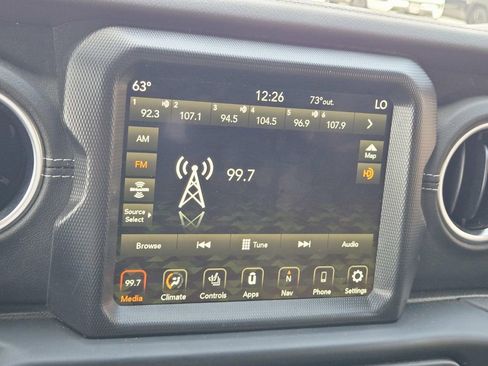 63° 12:26 73°out. LO
1 92.3 2 107.1 3 94.5 4 104.5 5 96.9 6 107.9
AM
Map
FM
99.7
Source
Select
Browse Tune Audio
99.7 N
Media Climate Controls Apps Nav Phone Settings